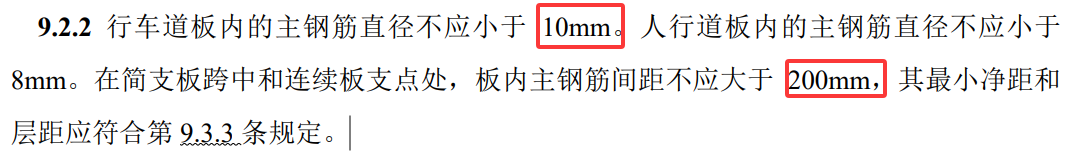 9.2.2 行车道板内的主钢筋直径不应小于 10mm。人行道板内的主钢筋直径不应小于
8mm。在简支板跨中和连续板支点处，板内主钢筋间距不应大于 200mm，其最小净距和
层距应符合第 9.3.3 条规定。